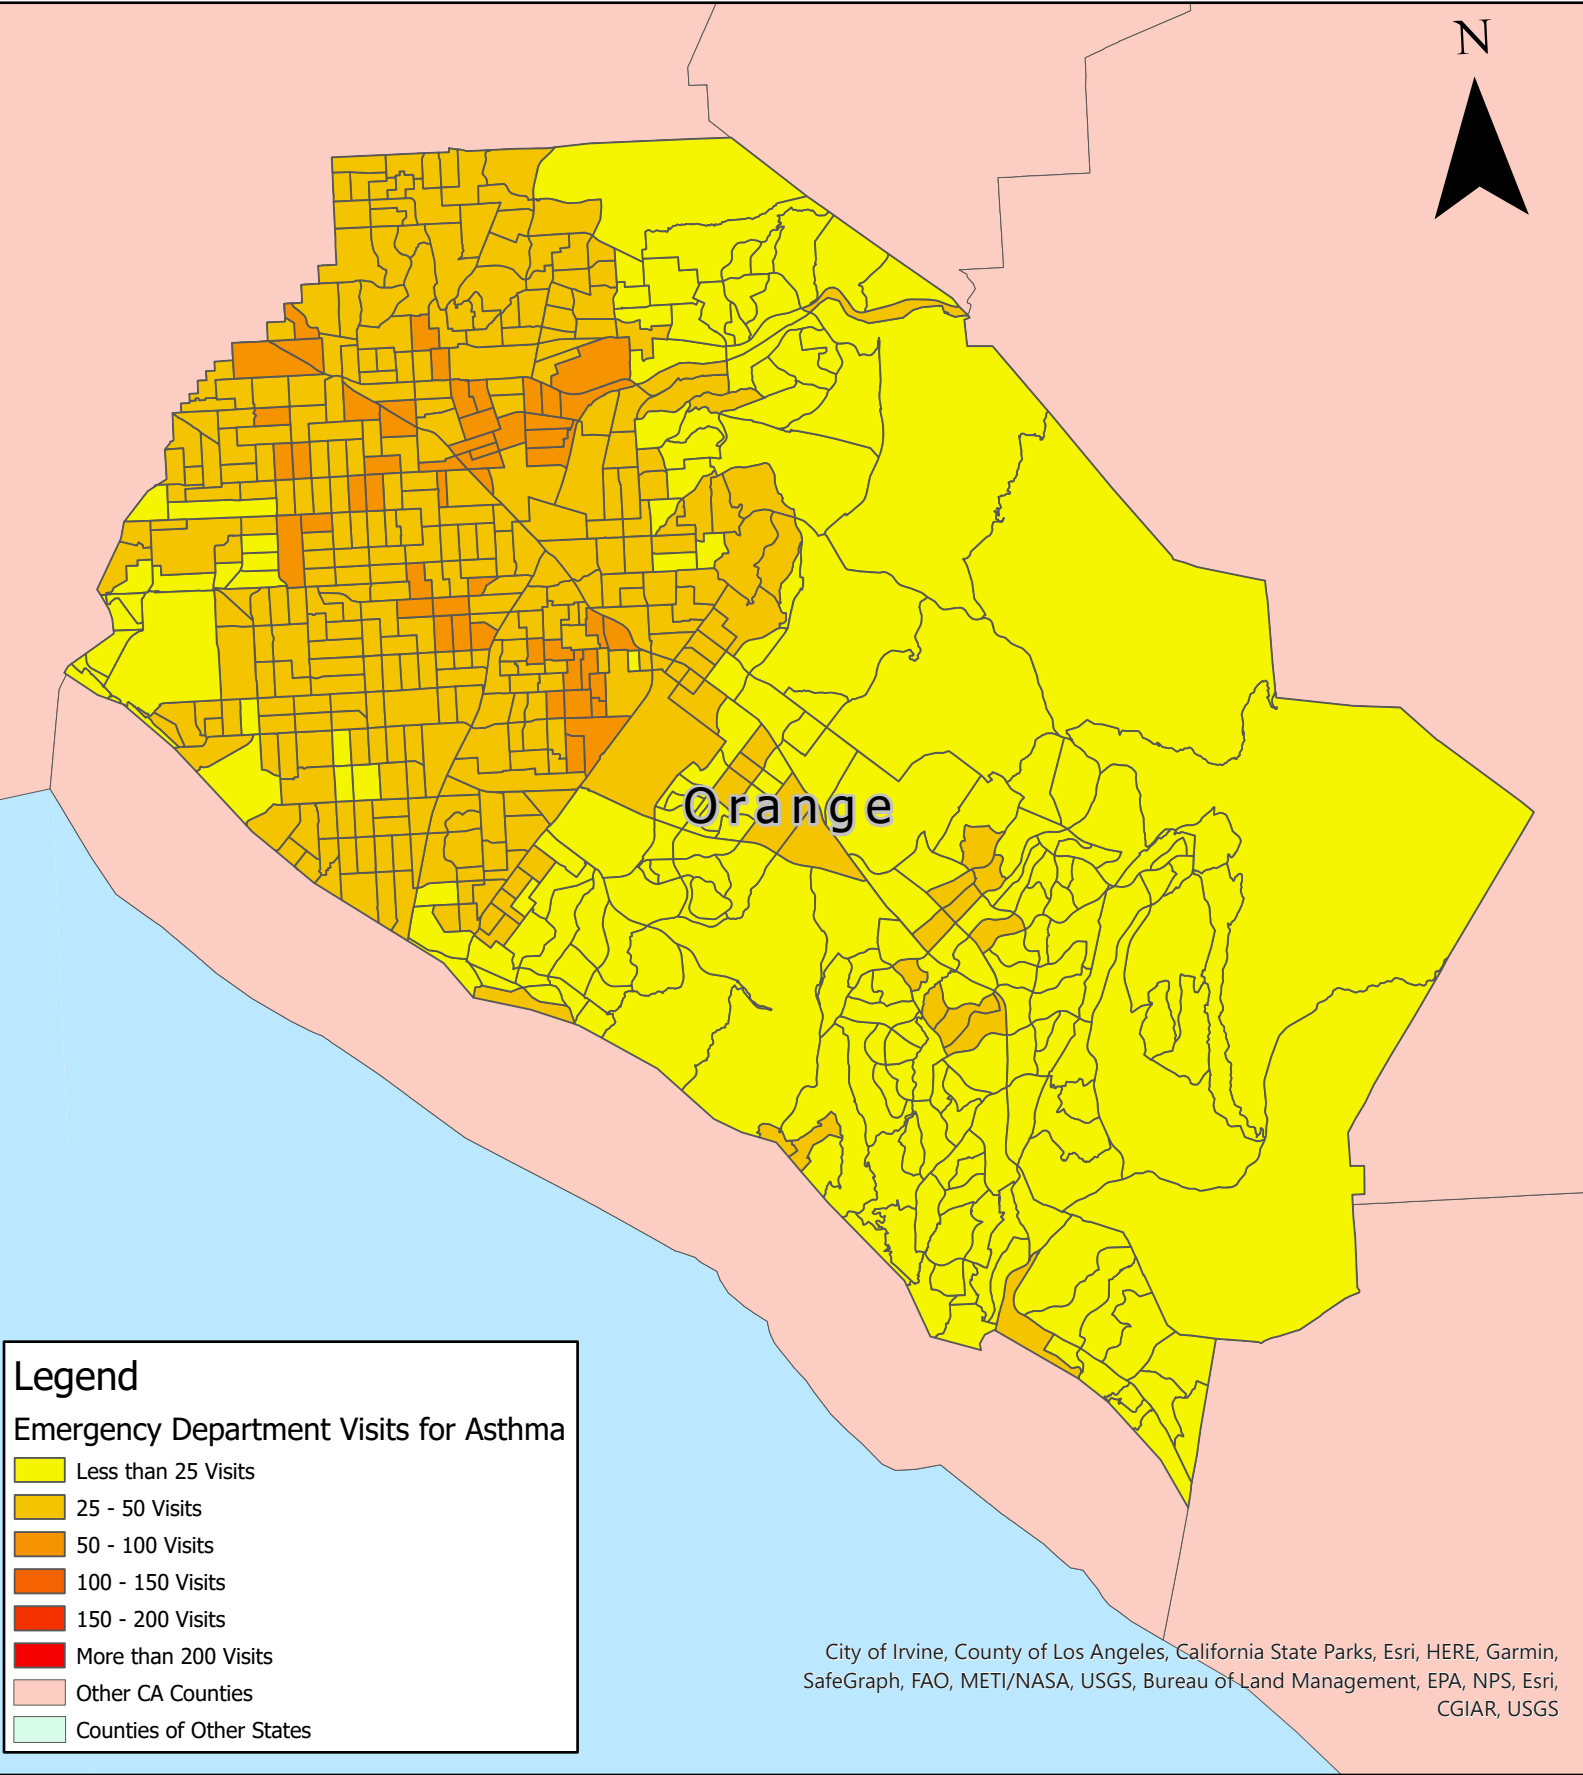 N
Orange
Legend
Emergency Department Visits for Asthma
Less than 25 Visits
25 - 50 Visits
50 - 100 Visits
100 - 150 Visits
150 - 200 Visits
More than 200 Visits
Other CA Counties
Counties of Other States
City of Irvine, County of Los Angeles, California State Parks, Esri, HERE, Garmin,
SafeGraph, FAO, METI/NASA, USGS, Bureau of Land Management, EPA, NPS, Esri,
CGIAR, USGS